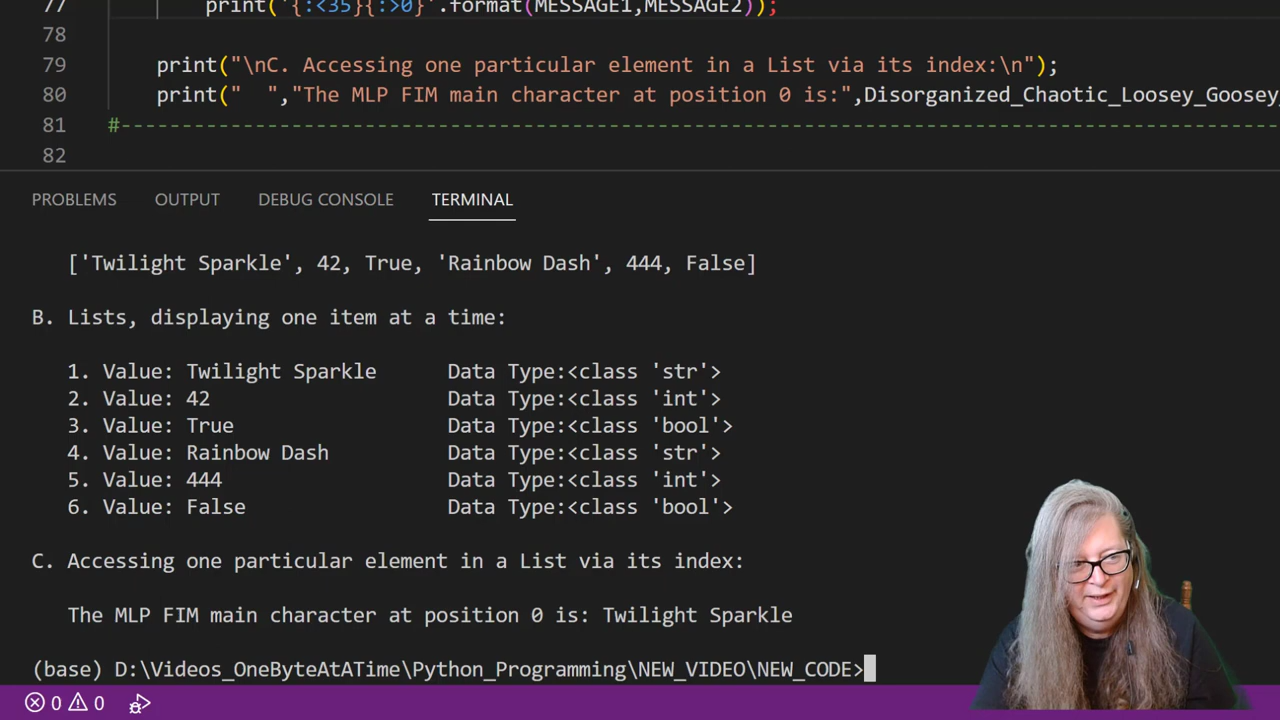 77 print('{:<35}{:>0}'.format(MESSAGE1,MESSAGE2));
78
79 print("\nC. Accessing one particular element in a List via its index:\n");
80 print("  ","The MLP FIM main character at position 0 is:",Disorganized_Chaotic_Loosey_Goosey_
81 #----------------------------------------------------------------------------------------------------
82
PROBLEMS OUTPUT DEBUG CONSOLE TERMINAL
['Twilight Sparkle', 42, True, 'Rainbow Dash', 444, False]
B. Lists, displaying one item at a time:
1. Value: Twilight Sparkle Data Type:<class 'str'>
2. Value: 42 Data Type:<class 'int'>
3. Value: True Data Type:<class 'bool'>
4. Value: Rainbow Dash Data Type:<class 'str'>
5. Value: 444 Data Type:<class 'int'>
6. Value: False Data Type:<class 'bool'>
C. Accessing one particular element in a List via its index:
The MLP FIM main character at position 0 is: Twilight Sparkle
(base) D:\Videos_OneByteAtATime\Python_Programming\NEW_VIDEO\NEW_CODE>
0 0